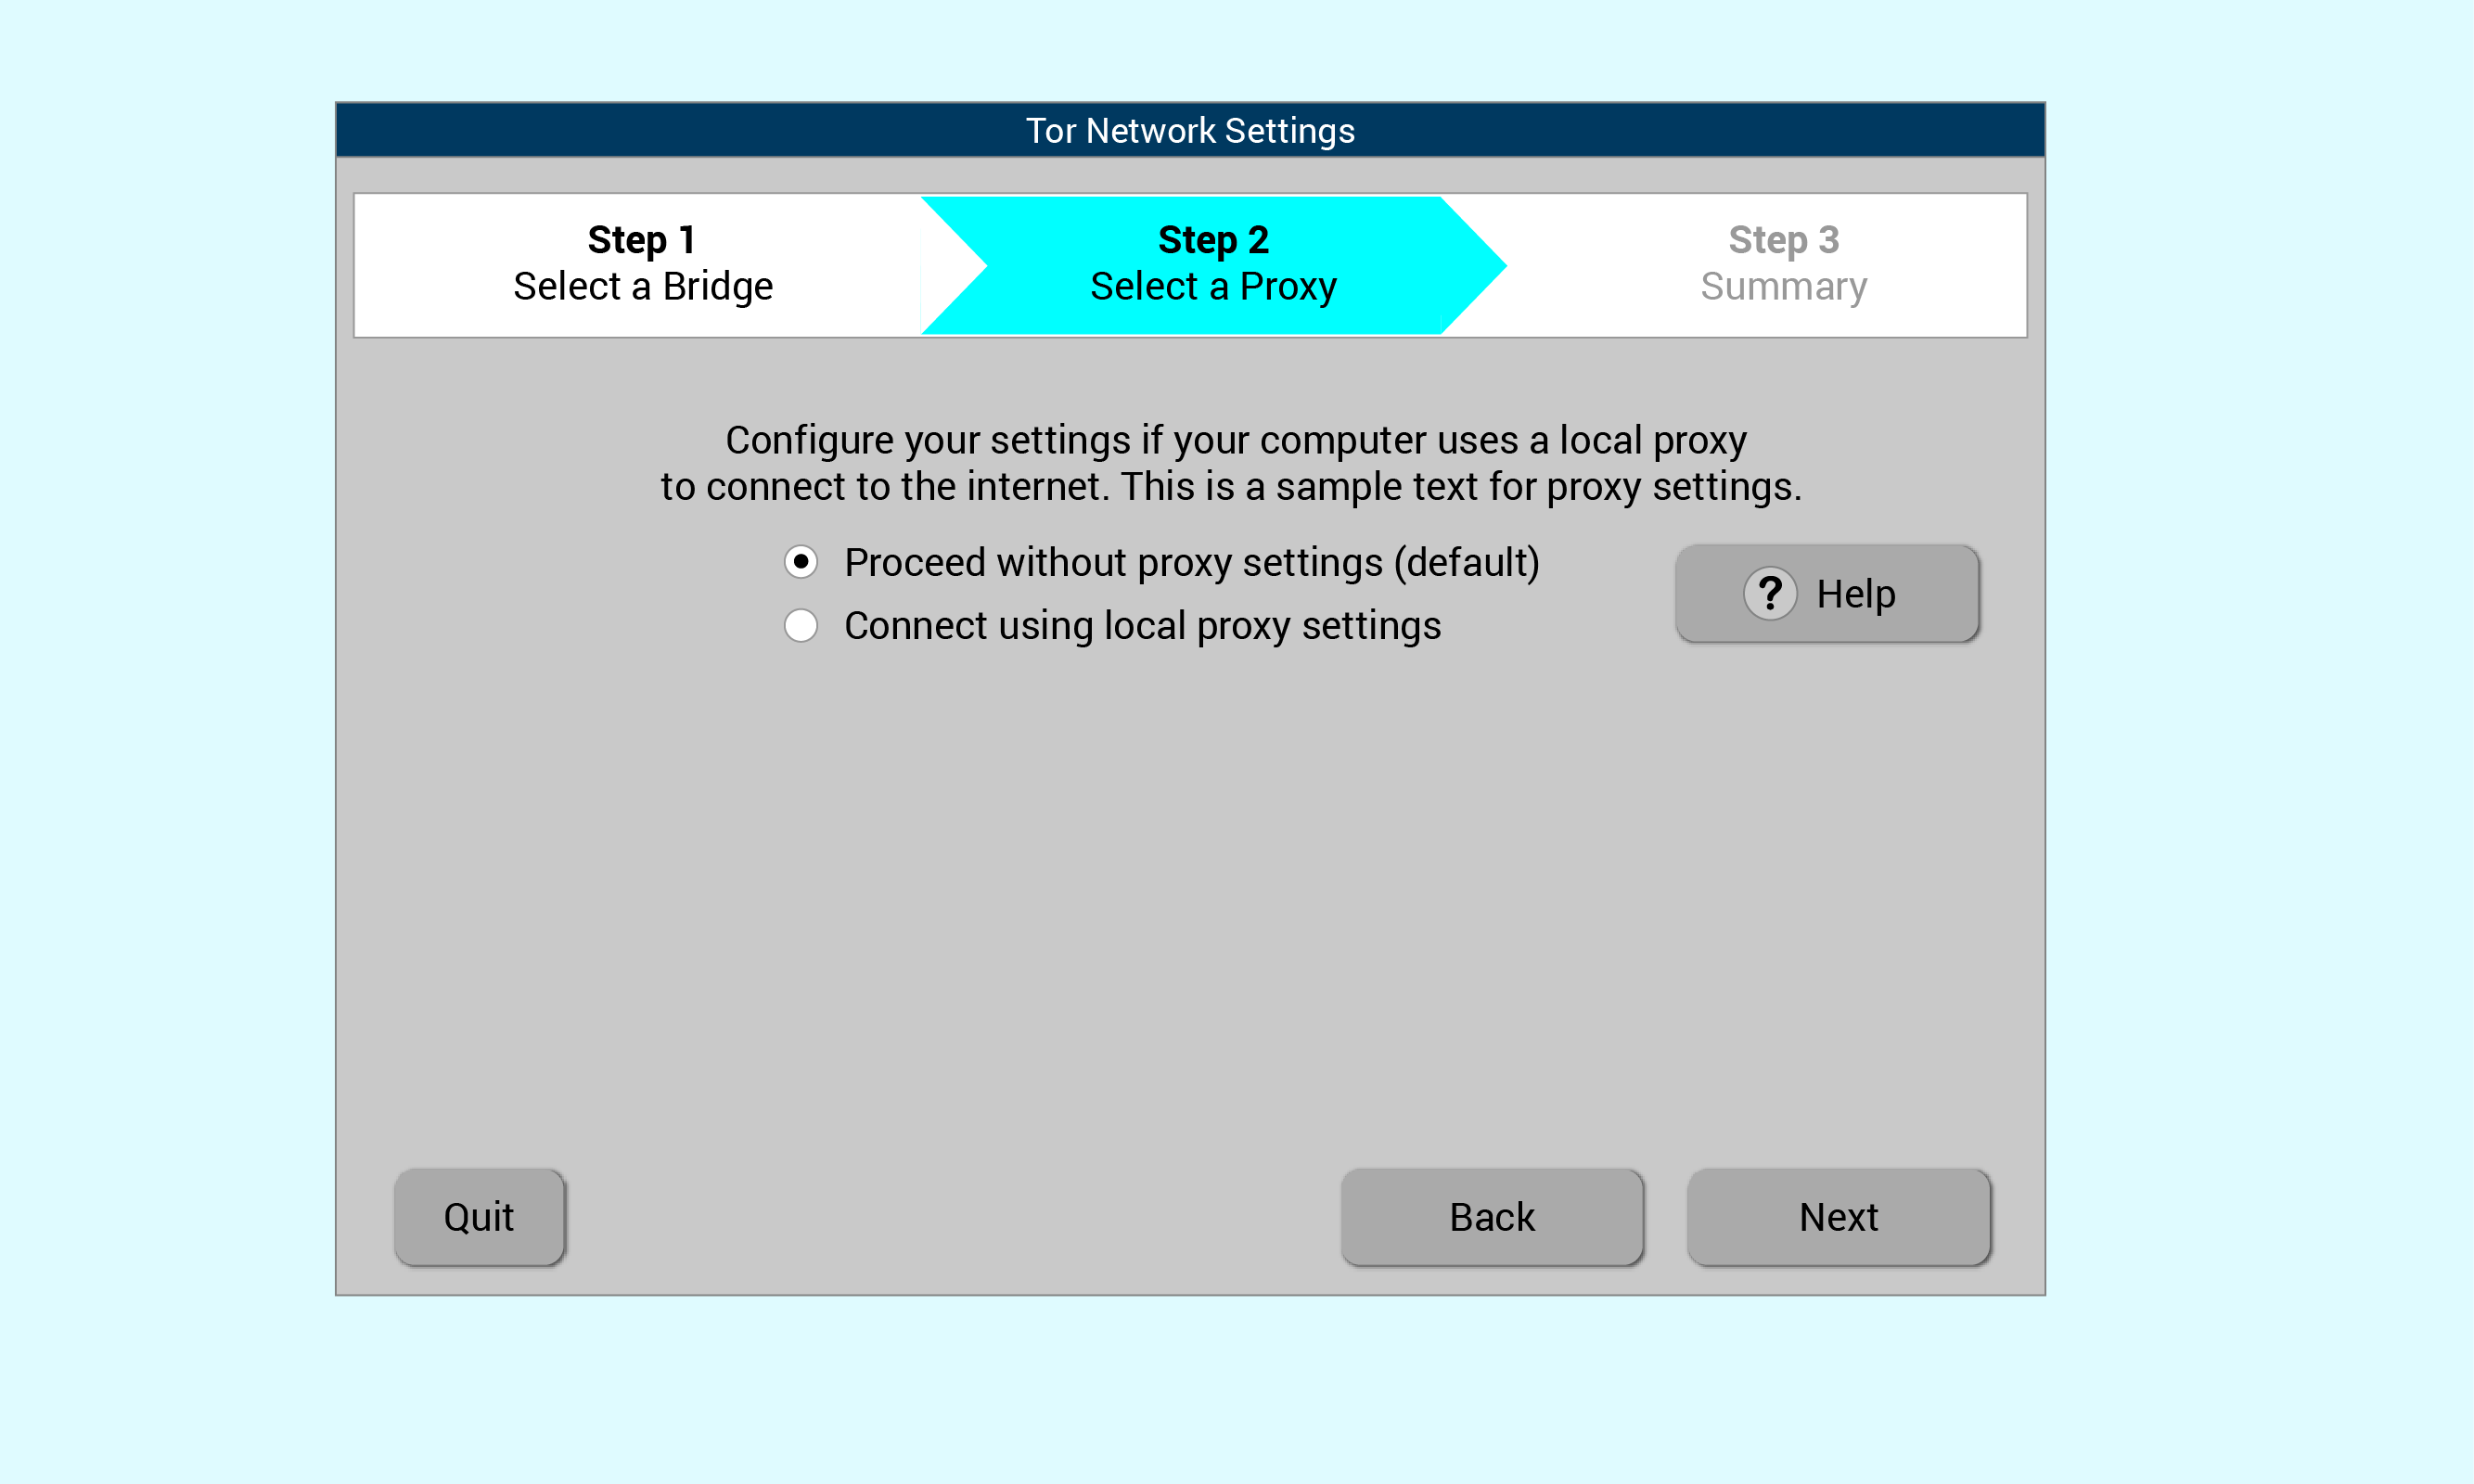 Tor Network Settings
Step 1
Select a Bridge
Step 2
Select a Proxy
Step 3
Summary
Configure your settings if your computer uses a local proxy
to connect to the internet. This is a sample text for proxy settings.
Proceed without proxy settings (default)
Connect using local proxy settings
? Help
Quit
Back
Next